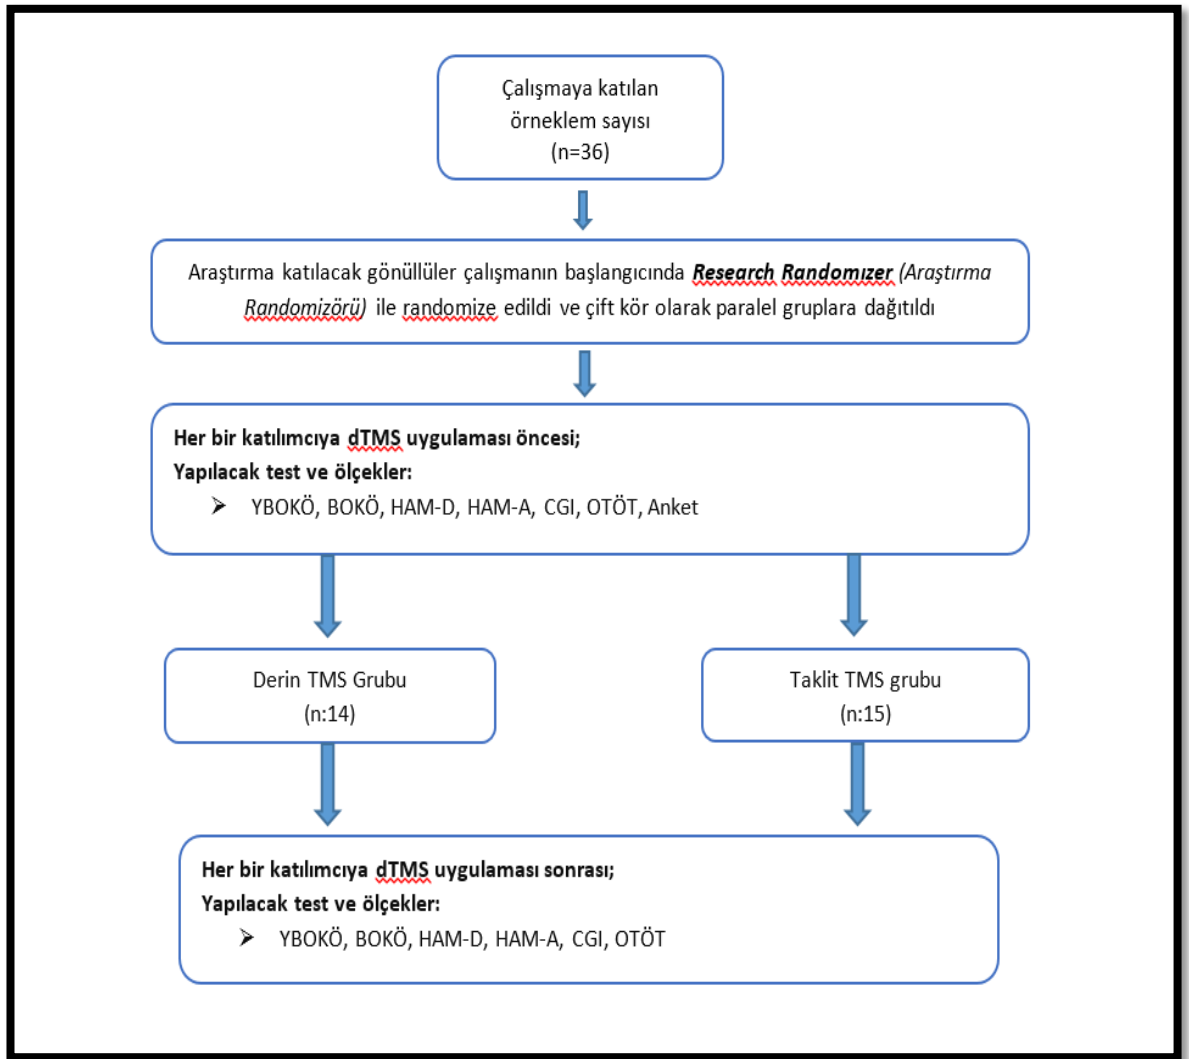 Çalışmaya katılan
örneklem sayısı
(n=36)
Araştırma katılacak gönüllüler çalışmanın başlangıcında Research Randomızer (Araştırma
Randomizörü) ile randomize edildi ve çift kör olarak paralel gruplara dağıtıldı
Her bir katılımcıya dTMS uygulaması öncesi;
Yapılacak test ve ölçekler:
➢ YBOKÖ, BOKÖ, HAM-D, HAM-A, CGI, OTÖT, Anket
Derin TMS Grubu
(n:14)
Taklit TMS grubu
(n:15)
Her bir katılımcıya dTMS uygulaması sonrası;
Yapılacak test ve ölçekler:
➢ YBOKÖ, BOKÖ, HAM-D, HAM-A, CGI, OTÖT